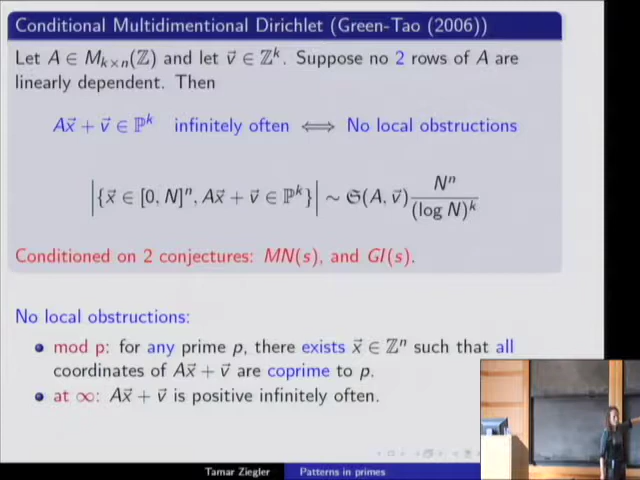 Conditional Multidimentional Dirichlet (Green-Tao (2006))
Let A ∈ M_{k×n}(ℤ) and let v⃗ ∈ ℤ^k. Suppose no 2 rows of A are
linearly dependent. Then
Ax⃗ + v⃗ ∈ ℙ^k infinitely often ⟺ No local obstructions
|{x⃗ ∈ [0, N]^n, Ax⃗ + v⃗ ∈ ℙ^k}| ∼ 𝔖(A, v⃗) N^n / (log N)^k
Conditioned on 2 conjectures: MN(s), and GI(s).
No local obstructions:
mod p: for any prime p, there exists x⃗ ∈ ℤ^n such that all
coordinates of Ax⃗ + v⃗ are coprime to p.
at ∞: Ax⃗ + v⃗ is positive infinitely often.
Tamar Ziegler Patterns in primes